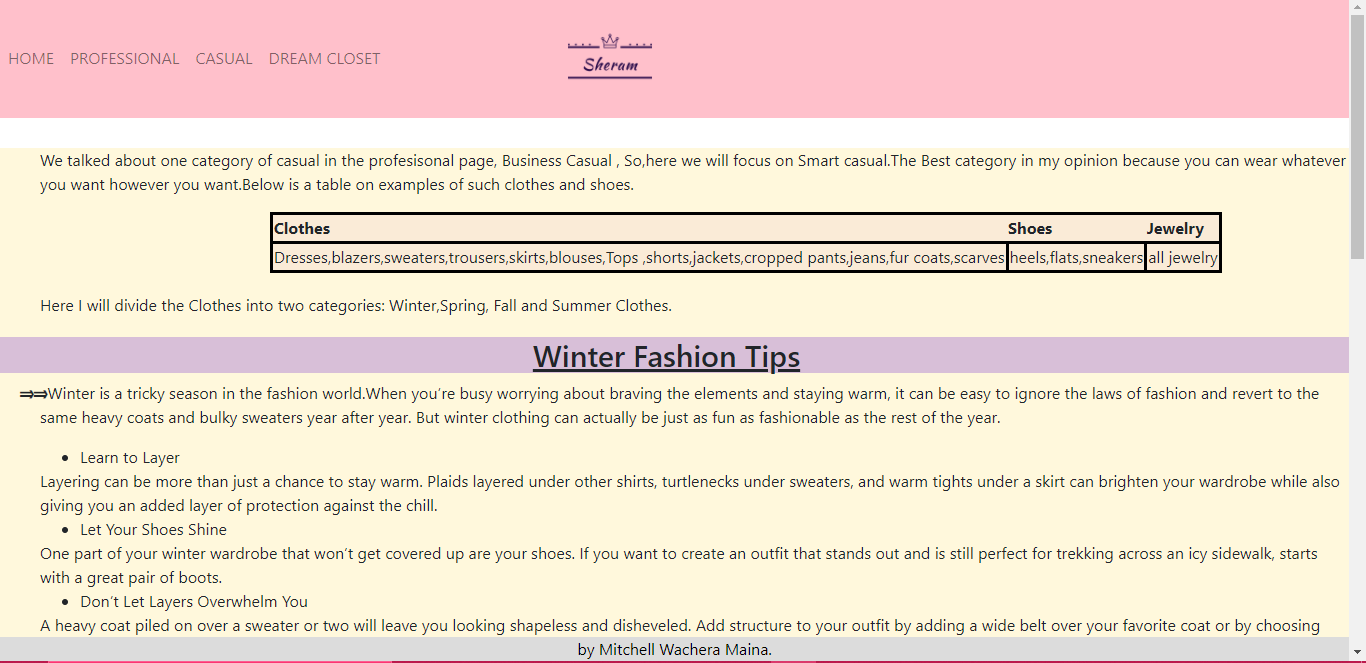 HOME PROFESSIONAL CASUAL DREAM CLOSET
Sheram
We talked about one category of casual in the profesisonal page, Business Casual , So,here we will focus on Smart casual.The Best category in my opinion because you can wear whatever
you want however you want.Below is a table on examples of such clothes and shoes.
Clothes Shoes Jewelry
Dresses,blazers,sweaters,trousers,skirts,blouses,Tops ,shorts,jackets,cropped pants,jeans,fur coats,scarves heels,flats,sneakers all jewelry
Here I will divide the Clothes into two categories: Winter,Spring, Fall and Summer Clothes.
Winter Fashion Tips
⇒⇒Winter is a tricky season in the fashion world.When you’re busy worrying about braving the elements and staying warm, it can be easy to ignore the laws of fashion and revert to the
same heavy coats and bulky sweaters year after year. But winter clothing can actually be just as fun as fashionable as the rest of the year.
• Learn to Layer
Layering can be more than just a chance to stay warm. Plaids layered under other shirts, turtlenecks under sweaters, and warm tights under a skirt can brighten your wardrobe while also
giving you an added layer of protection against the chill.
• Let Your Shoes Shine
One part of your winter wardrobe that won’t get covered up are your shoes. If you want to create an outfit that stands out and is still perfect for trekking across an icy sidewalk, starts
with a great pair of boots.
• Don’t Let Layers Overwhelm You
A heavy coat piled on over a sweater or two will leave you looking shapeless and disheveled. Add structure to your outfit by adding a wide belt over your favorite coat or by choosing
by Mitchell Wachera Maina.